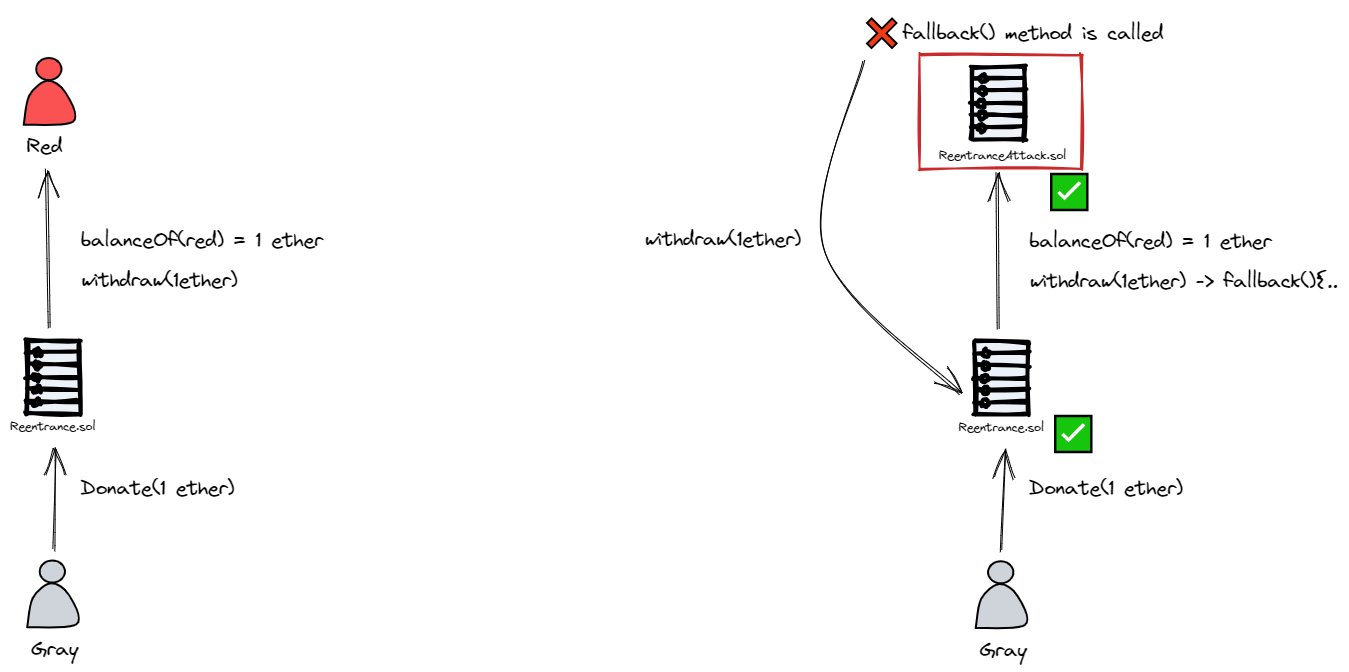 Red
balanceOf(red) = 1 ether
withdraw(1ether)
Reentrance.sol
Donate(1 ether)
Gray
fallback() method is called
ReentranceAttack.sol
withdraw(1ether)
balanceOf(red) = 1 ether
withdraw(1ether) -> fallback(){..
Reentrance.sol
Donate(1 ether)
Gray